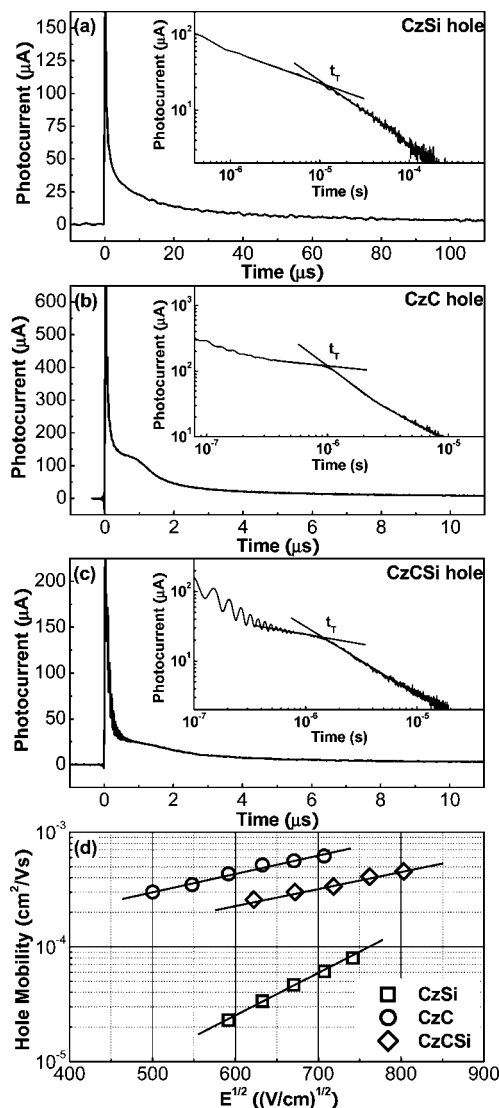 (a)
CzSi hole
Photocurrent (μA)
150
125
100
75
50
25
0
Photocurrent (μA)
10²
10¹
t_T
10⁻⁶
10⁻⁵
10⁻⁴
Time (s)
0
20
40
60
80
100
Time (μs)
(b)
CzC hole
Photocurrent (μA)
600
500
400
300
200
100
0
Photocurrent (μA)
10³
10²
10¹
t_T
10⁻⁷
10⁻⁶
10⁻⁵
Time (s)
0
2
4
6
8
10
Time (μs)
(c)
CzCSi hole
Photocurrent (μA)
200
150
100
50
0
Photocurrent (μA)
10²
10¹
t_T
10⁻⁷
10⁻⁶
10⁻⁵
Time (s)
0
2
4
6
8
10
Time (μs)
(d)
Hole Mobility (cm²/Vs)
10⁻³
10⁻⁴
10⁻⁵
CzSi
CzC
CzCSi
400
500
600
700
800
900
E^1/2 ((V/cm)^1/2)